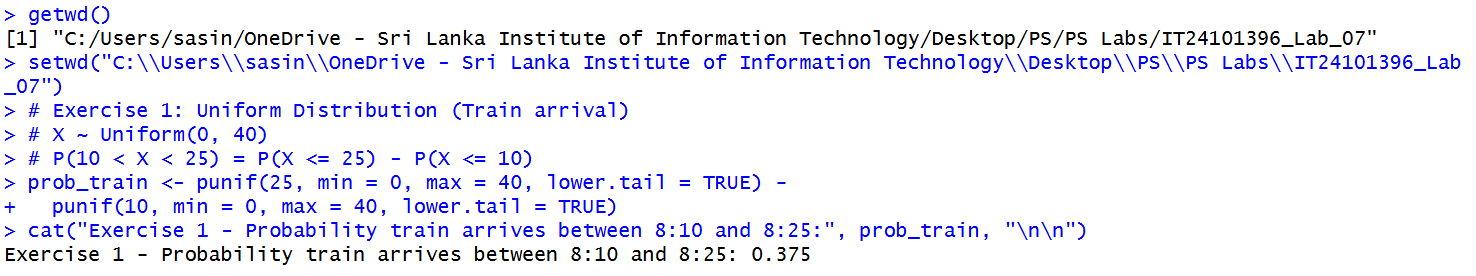 > getwd()
[1] "C:/Users/sasin/OneDrive - Sri Lanka Institute of Information Technology/Desktop/PS/PS Labs/IT24101396_Lab_07"
> setwd("C:\\Users\\sasin\\OneDrive - Sri Lanka Institute of Information Technology\\Desktop\\PS\\PS Labs\\IT24101396_Lab
_07")
> # Exercise 1: Uniform Distribution (Train arrival)
> # X ~ Uniform(0, 40)
> # P(10 < X < 25) = P(X <= 25) - P(X <= 10)
> prob_train <- punif(25, min = 0, max = 40, lower.tail = TRUE) -
+   punif(10, min = 0, max = 40, lower.tail = TRUE)
> cat("Exercise 1 - Probability train arrives between 8:10 and 8:25:", prob_train, "\n\n")
Exercise 1 - Probability train arrives between 8:10 and 8:25: 0.375